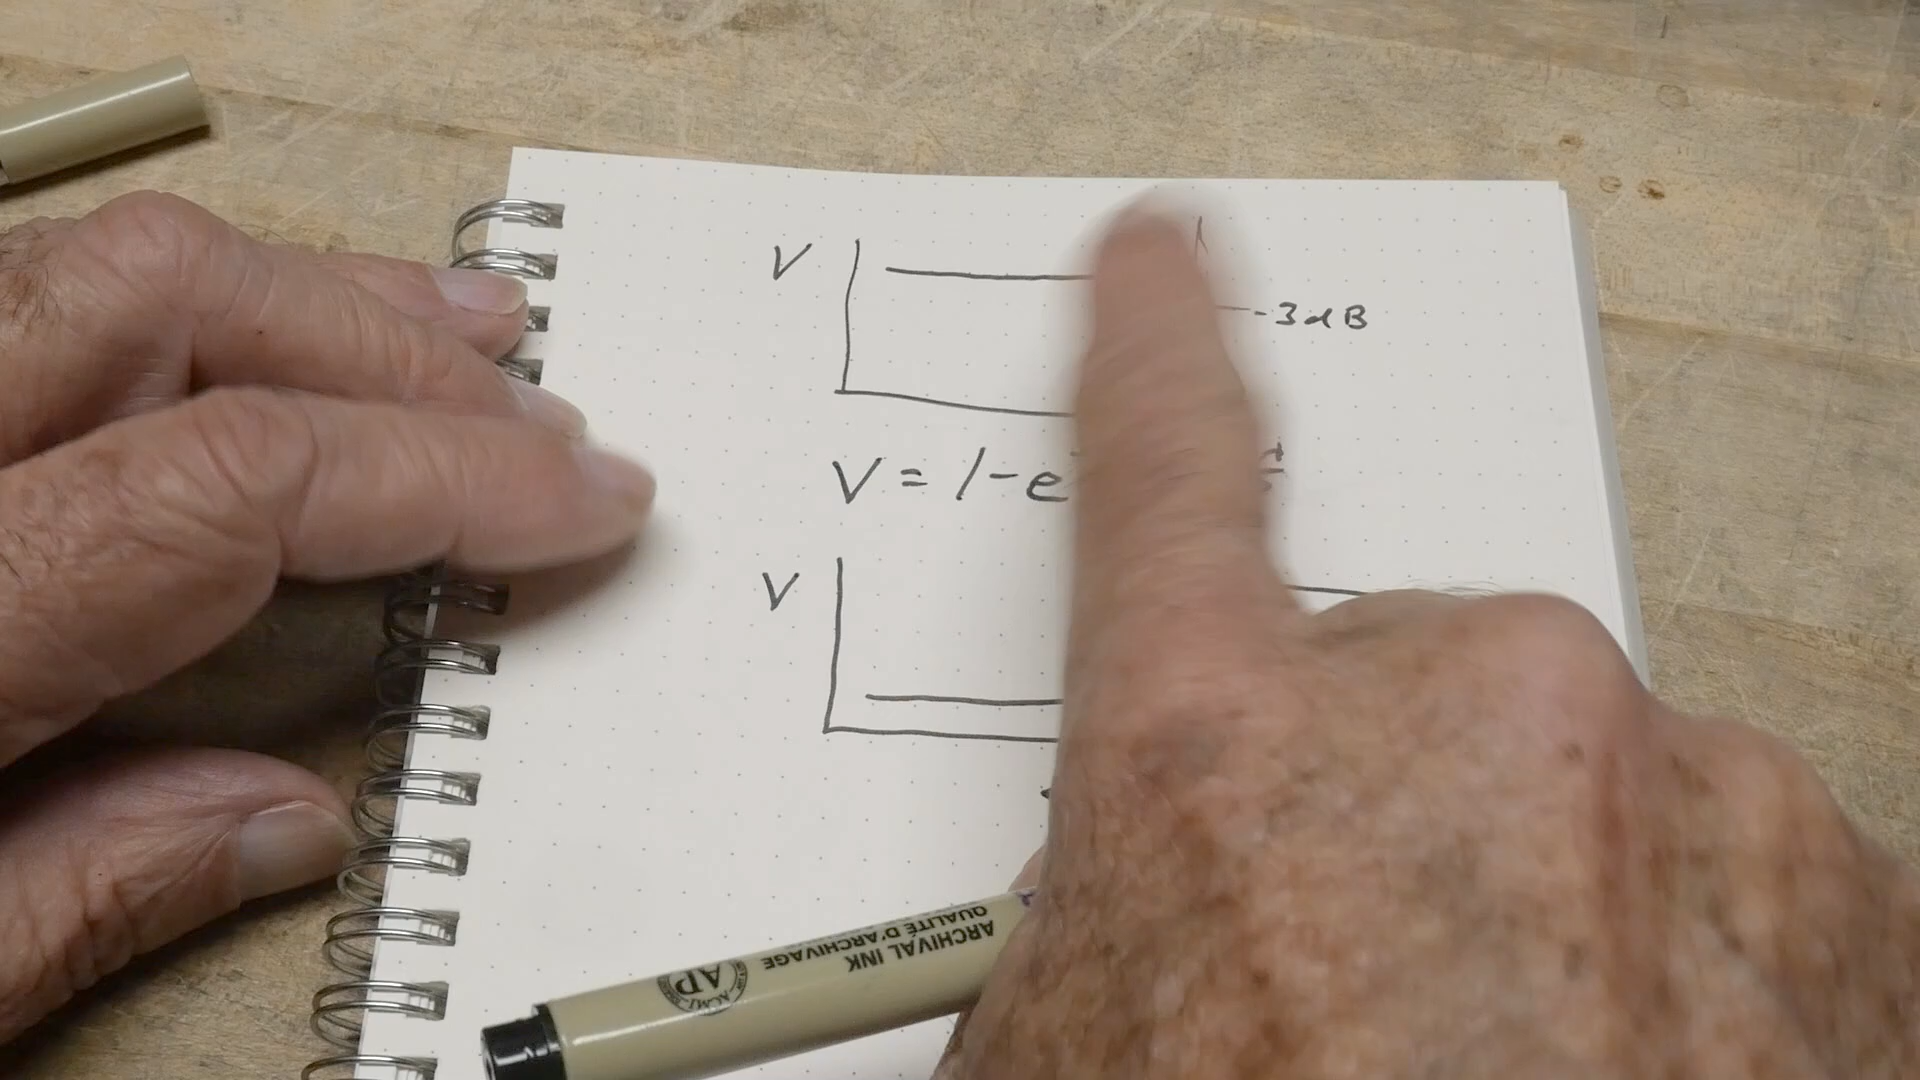 V
-3dB
V = 1-e
V
ARCHIVAL INK
QUALITÉ D'ARCHIVAGE
AP